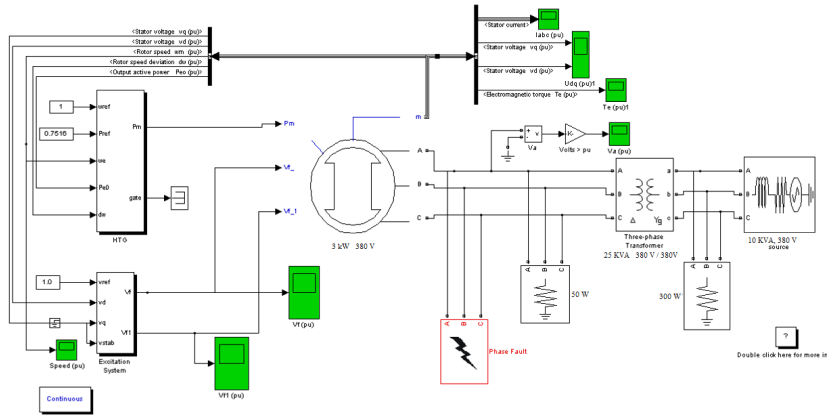 <Stator voltage vq (pu)>
<Stator voltage vd (pu)>
<Rotor speed wm (pu)>
<Rotor speed deviation dw (pu)>
<Output active power Peo (pu)>
<Stator current>
Iabc (pu)
<Stator voltage vq (pu)>
<Stator voltage vd (pu)>
Udq (pu)1
<Electromagnetic torque Te (pu)>
Te (pu)1
1
wref
0.7516
Pref
Pm
we
Pe0
gate
dw
HTG
Pm
Vf_
Vf_1
m
A
B
C
3 kW 380 V
+
-
v
Va
K-
Volts > pu
Va (pu)
A
B
C
a
b
c
Δ
Yg
Three-phase
Transformer
25 KVA 380 V / 380V
A
B
C
10 KVA, 380 V
source
A B C
50 W
A B C
300 W
A B C
Phase Fault
1.0
vref
vd
vq
vstab
Vf
Vf1
Excitation
System
Speed (pu)
Vf (pu)
Vf1 (pu)
Continuous
?
Double click here for more in